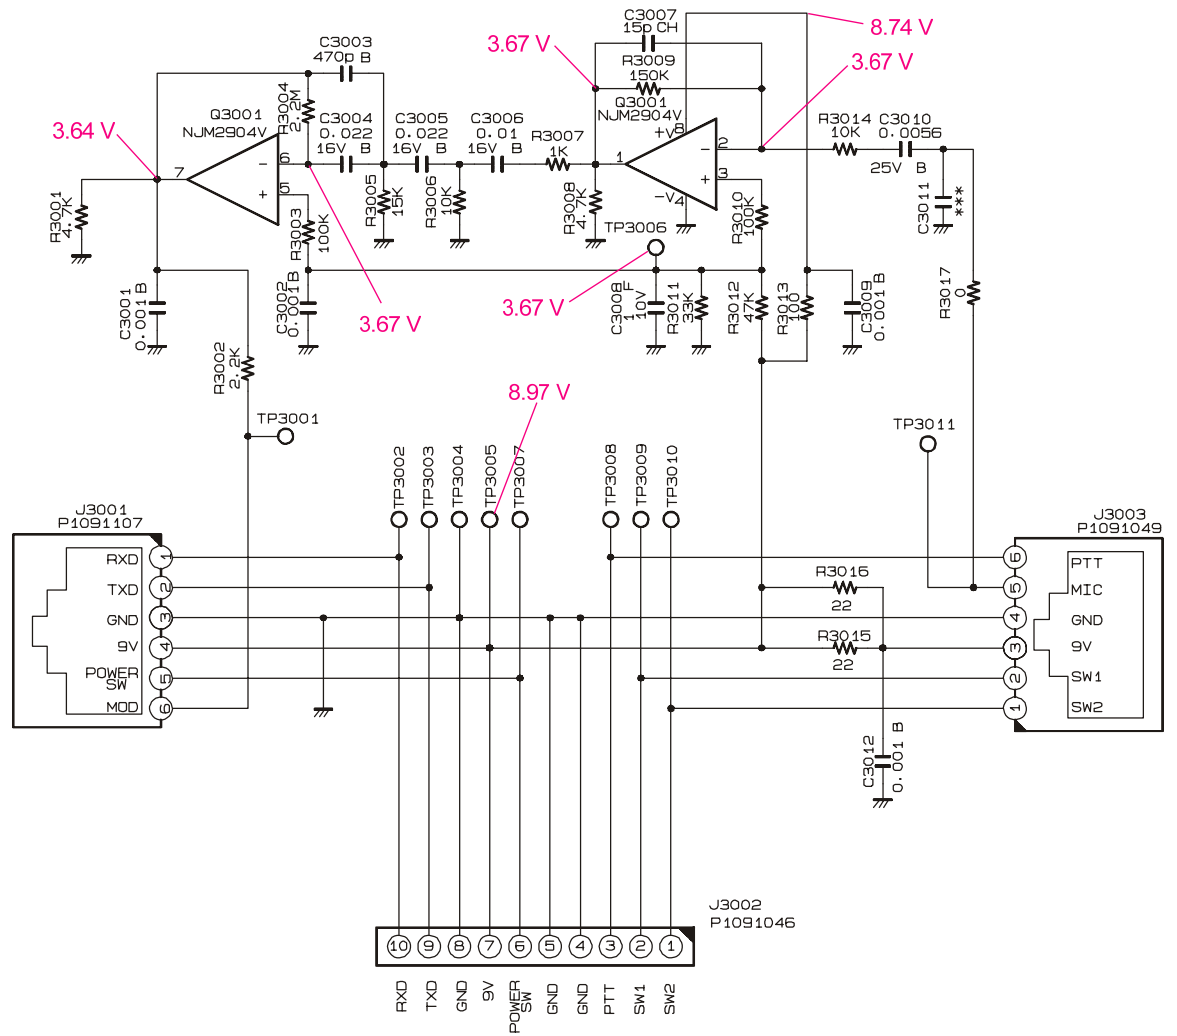 C3007
15p CH
8.74 V
3.67 V
3.67 V
C3003
470p B
R3009
150K
R3004
2.2M
Q3001
NJM2904V
Q3001
NJM2904V
C3004
0.022
16V B
C3005
0.022
16V B
C3006
0.01
16V B
R3007
1K
+V 8
-V 4
1
2
3
-
+
R3014
10K
C3010
0.0056
25V B
3.64 V
7
6
5
-
+
R3001
4.7K
R3003
100K
R3005
15K
R3006
10K
R3008
4.7K
R3010
100K
C3011
***
TP3006
3.67 V
3.67 V
C3001
0.001B
C3002
0.001B
C3008
1 F
10V
R3011
33K
R3012
47K
R3013
100
C3009
0.001 B
R3017
0
R3002
2.2K
8.97 V
TP3001
TP3011
TP3002
TP3003
TP3004
TP3005
TP3007
TP3008
TP3009
TP3010
J3001
P1091107
RXD 1
TXD 2
GND 3
9V 4
POWER
SW 5
MOD 6
J3003
P1091049
6 PTT
5 MIC
4 GND
3 9V
2 SW1
1 SW2
R3016
22
R3015
22
C3012
0.001 B
J3002
P1091046
10 9 8 7 6 5 4 3 2 1
RXD
TXD
GND
9V
POWER
SW
GND
GND
PTT
SW1
SW2